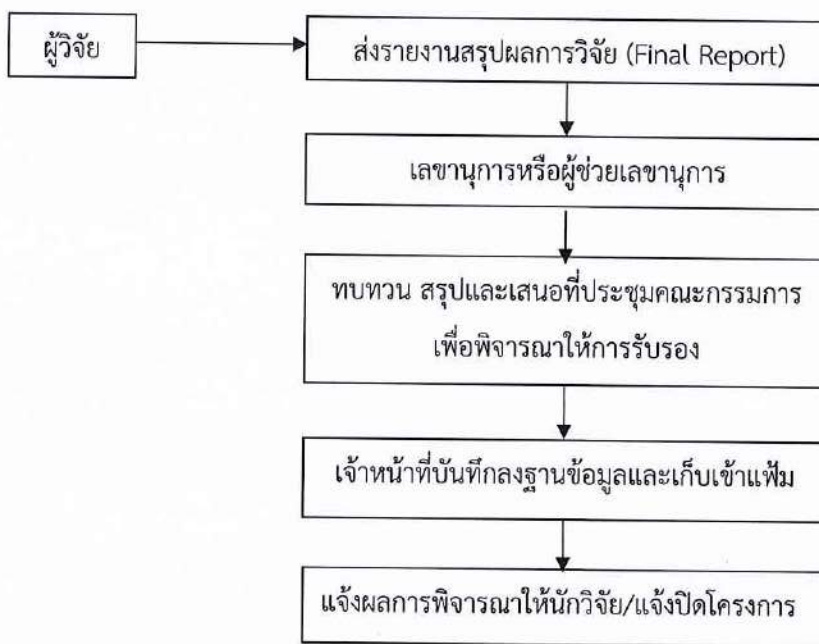 ผู้วิจัย
ส่งรายงานสรุปผลการวิจัย (Final Report)
เลขานุการหรือผู้ช่วยเลขานุการ
ทบทวน สรุปและเสนอที่ประชุมคณะกรรมการ
เพื่อพิจารณาให้การรับรอง
เจ้าหน้าที่บันทึกลงฐานข้อมูลและเก็บเข้าแฟ้ม
แจ้งผลการพิจารณาให้นักวิจัย/แจ้งปิดโครงการ